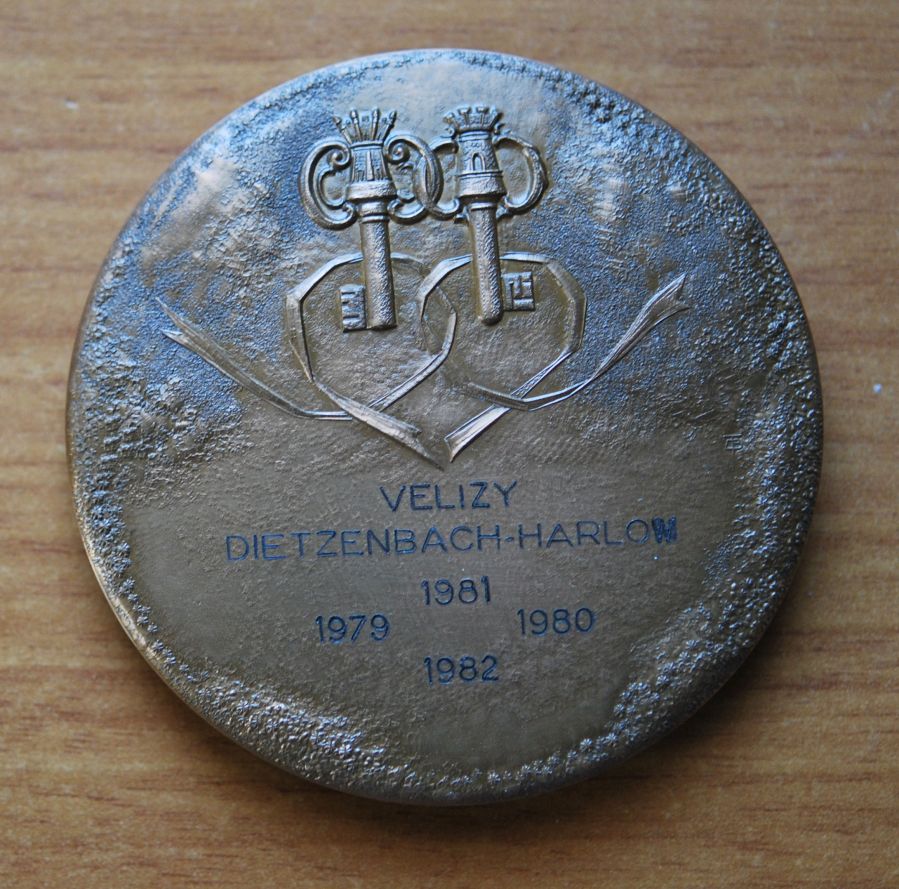 VELIZY
DIETZENBACH-HARLOW
1981
1979 1980
1982